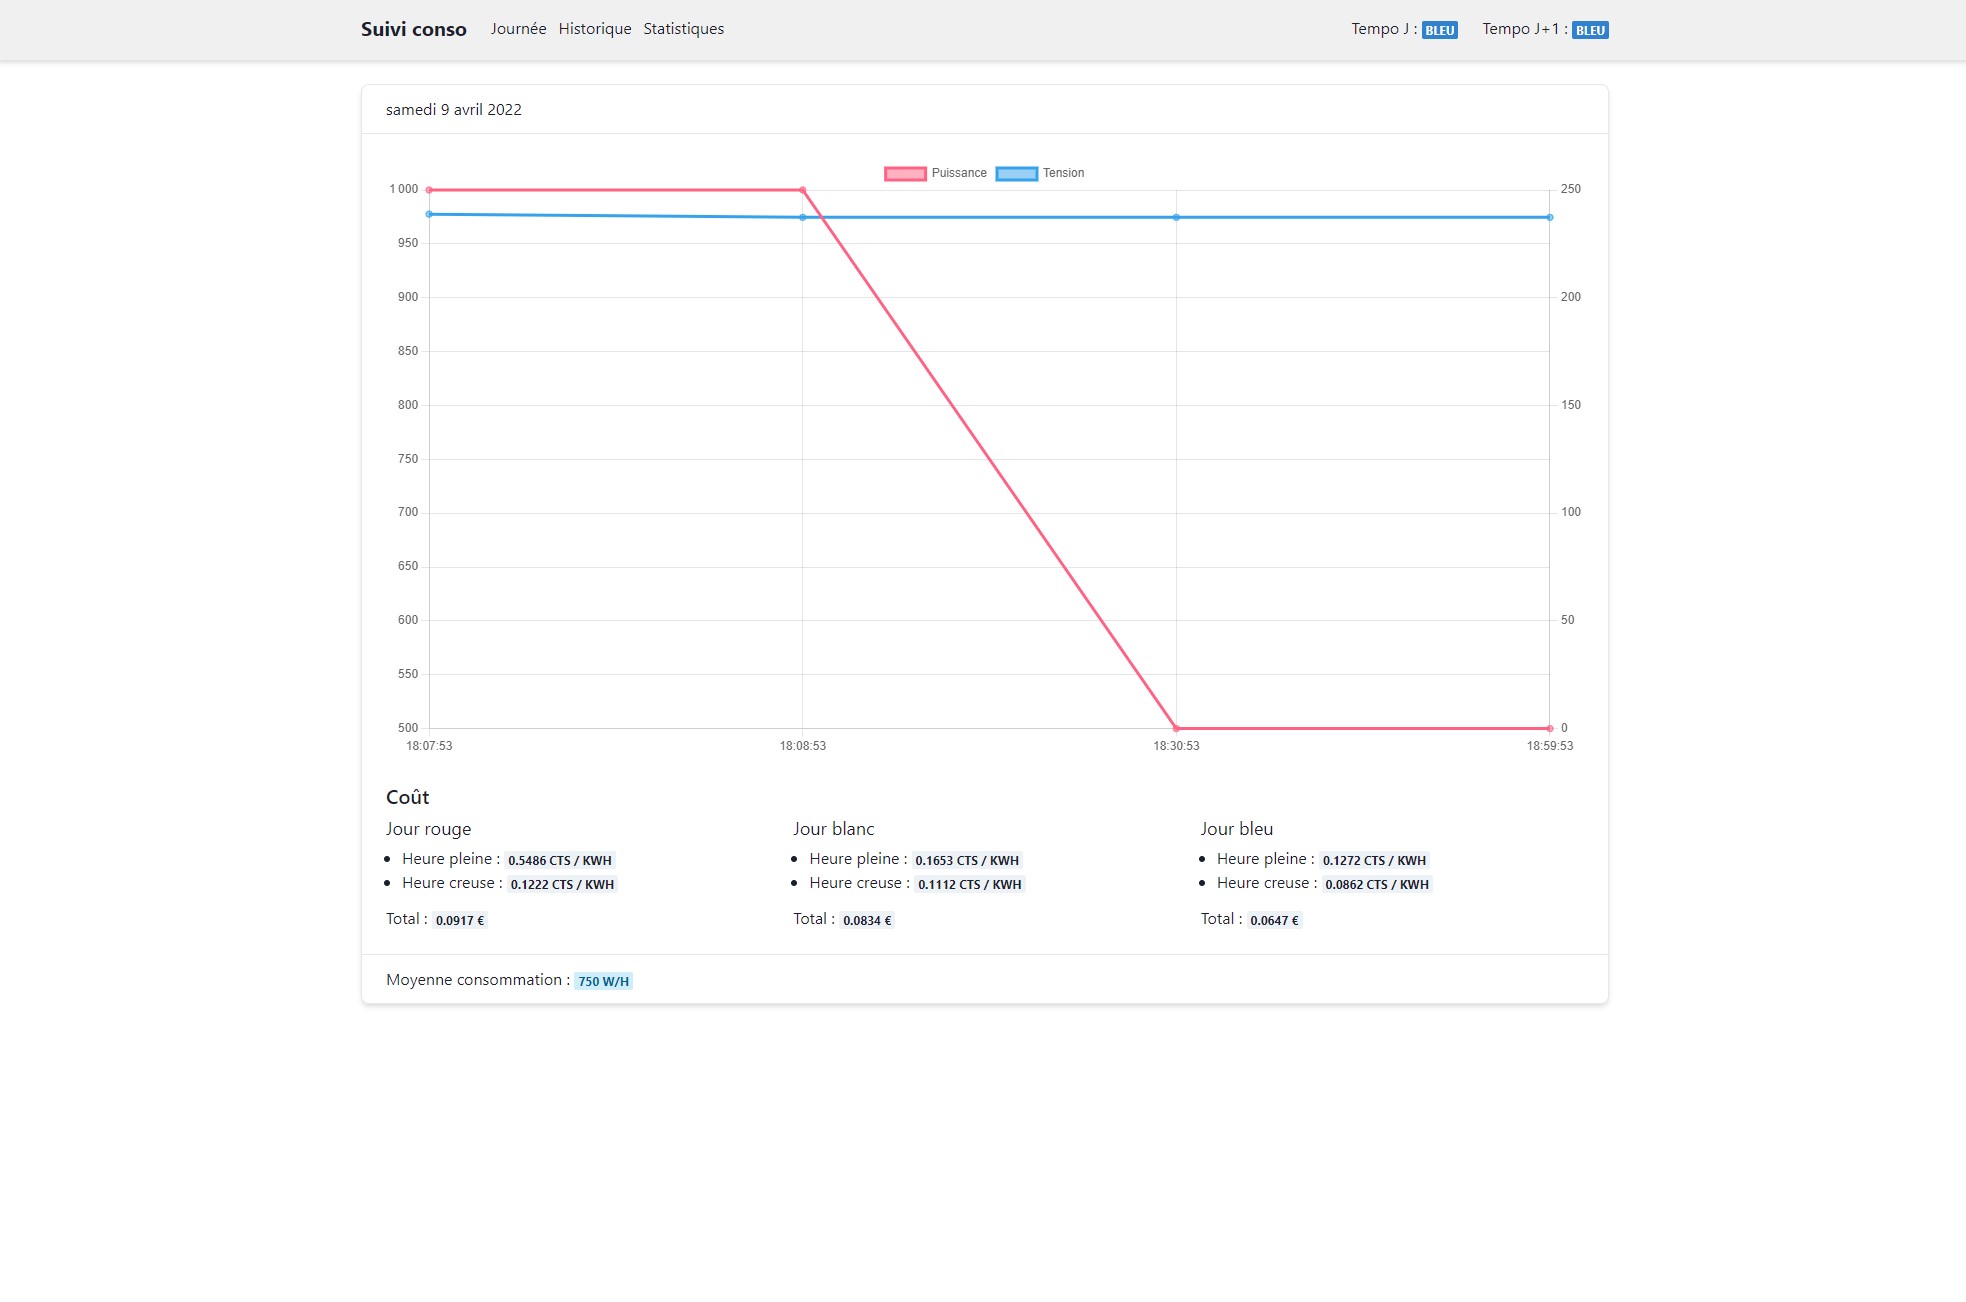 Suivi conso Journée Historique Statistiques Tempo J : BLEU Tempo J+1 : BLEU
samedi 9 avril 2022
Puissance Tension
1 000 250
950
900 200
850
800 150
750
700 100
650
600 50
550
500 0
18:07:53 18:08:53 18:30:53 18:59:53
Coût
Jour rouge Jour blanc Jour bleu
Heure pleine : 0.5486 CTS / KWH Heure pleine : 0.1653 CTS / KWH Heure pleine : 0.1272 CTS / KWH
Heure creuse : 0.1222 CTS / KWH Heure creuse : 0.1112 CTS / KWH Heure creuse : 0.0862 CTS / KWH
Total : 0.0917 € Total : 0.0834 € Total : 0.0647 €
Moyenne consommation : 750 W/H